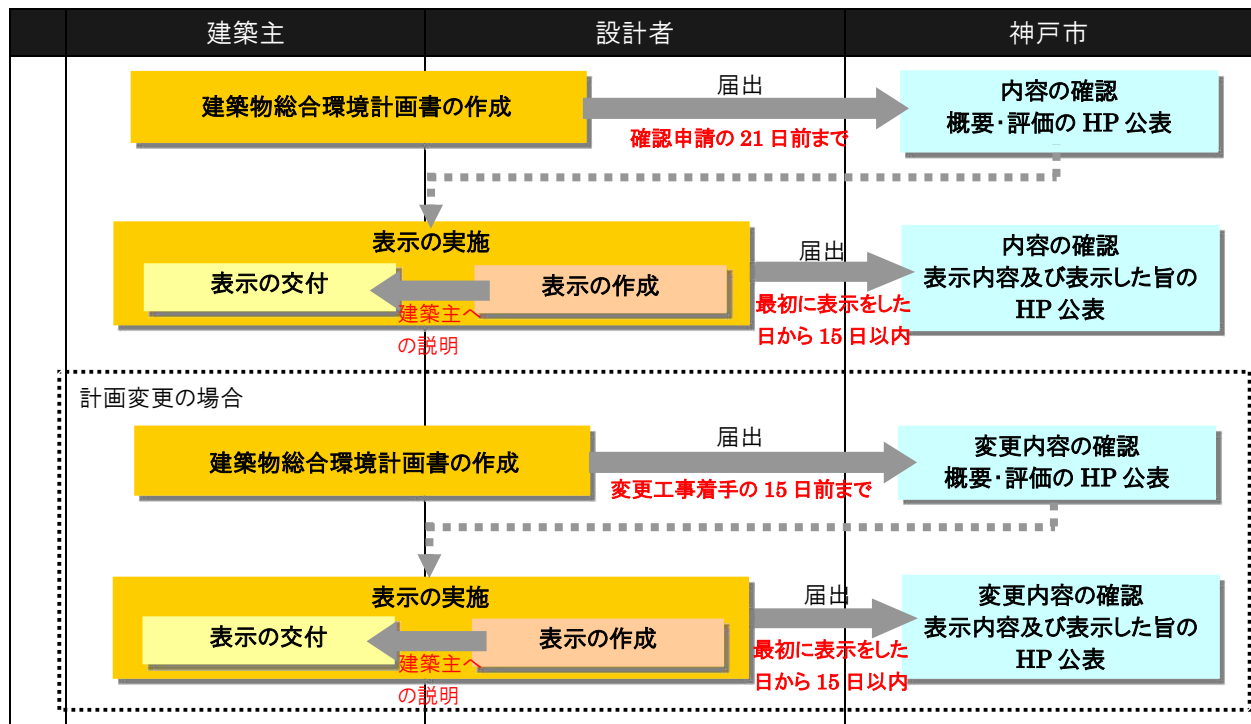 建築主
設計者
神戸市
建築物総合環境計画書の作成
届出
確認申請の 21 日前まで
内容の確認
概要・評価の HP 公表
表示の実施
表示の交付
表示の作成
建築主へ
の説明
届出
最初に表示をした
日から 15 日以内
内容の確認
表示内容及び表示した旨の
HP 公表
計画変更の場合
建築物総合環境計画書の作成
届出
変更工事着手の 15 日前まで
変更内容の確認
概要・評価の HP 公表
表示の実施
表示の交付
表示の作成
建築主へ
の説明
届出
最初に表示をした
日から 15 日以内
変更内容の確認
表示内容及び表示した旨の
HP 公表